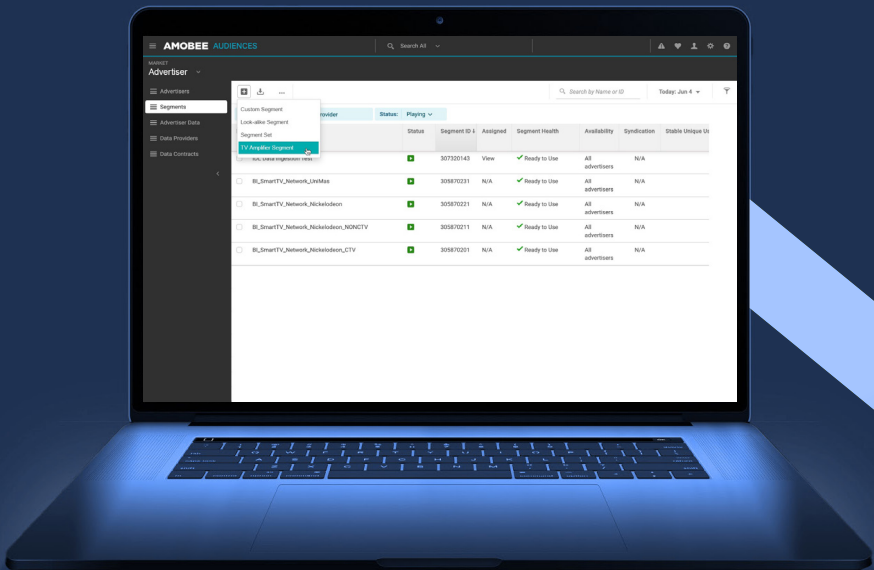 AMOBEE AUDIENCES
Search All
MARKET
Advertiser
Advertisers
Segments
Advertiser Data
Data Providers
Data Contracts
...
Search by Name or ID
Today: Jun 4
Custom Segment
Look-alike Segment
Segment Set
TV Amplifier Segment
Status: Playing
Status Segment ID Assigned Segment Health Availability Syndication Stable Unique
Test 307320143 View Ready to Use All advertisers N/A
BI_SmartTV_Network_UniMas 305870231 N/A Ready to Use All advertisers N/A
BI_SmartTV_Network_Nickelodeon 305870221 N/A Ready to Use All advertisers N/A
BI_SmartTV_Network_Nickelodeon_NONCTV 305870211 N/A Ready to Use All advertisers N/A
BI_SmartTV_Network_Nickelodeon_CTV 305870201 N/A Ready to Use All advertisers N/A